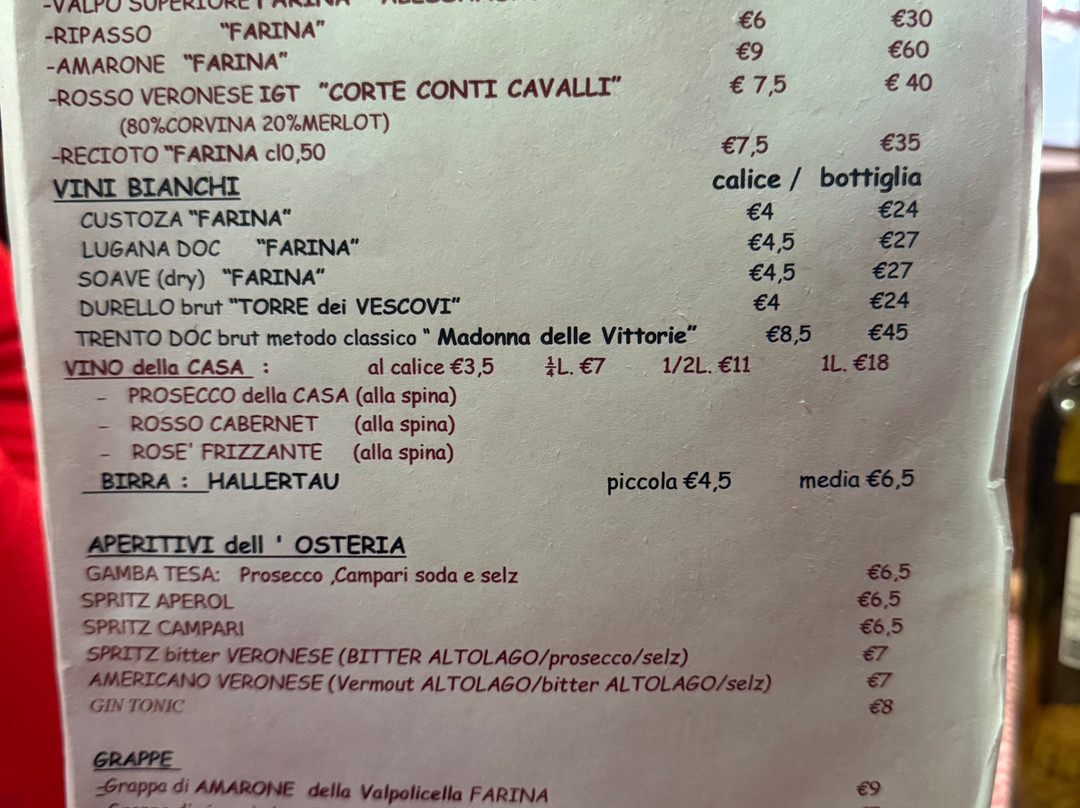 -VALPO SUPERIORE FARINA
-RIPASSO "FARINA" €6 €30
-AMARONE "FARINA" €9 €60
-ROSSO VERONESE IGT "CORTE CONTI CAVALLI" € 7,5 € 40
(80%CORVINA 20%MERLOT)
-RECIOTO "FARINA cl0,50 €7,5 €35
VINI BIANCHI calice / bottiglia
CUSTOZA "FARINA" €4 €24
LUGANA DOC "FARINA" €4,5 €27
SOAVE (dry) "FARINA" €4,5 €27
DURELLO brut "TORRE dei VESCOVI" €4 €24
TRENTO DOC brut metodo classico " Madonna delle Vittorie" €8,5 €45
VINO della CASA : al calice €3,5 ¼L. €7 1/2L. €11 1L. €18
- PROSECCO della CASA (alla spina)
- ROSSO CABERNET (alla spina)
- ROSE' FRIZZANTE (alla spina)
BIRRA : HALLERTAU piccola €4,5 media €6,5
APERITIVI dell ' OSTERIA
GAMBA TESA: Prosecco ,Campari soda e selz €6,5
SPRITZ APEROL €6,5
SPRITZ CAMPARI €6,5
SPRITZ bitter VERONESE (BITTER ALTOLAGO/prosecco/selz) €7
AMERICANO VERONESE (Vermout ALTOLAGO/bitter ALTOLAGO/selz) €7
GIN TONIC €8
GRAPPE
-Grappa di AMARONE della Valpolicella FARINA €9